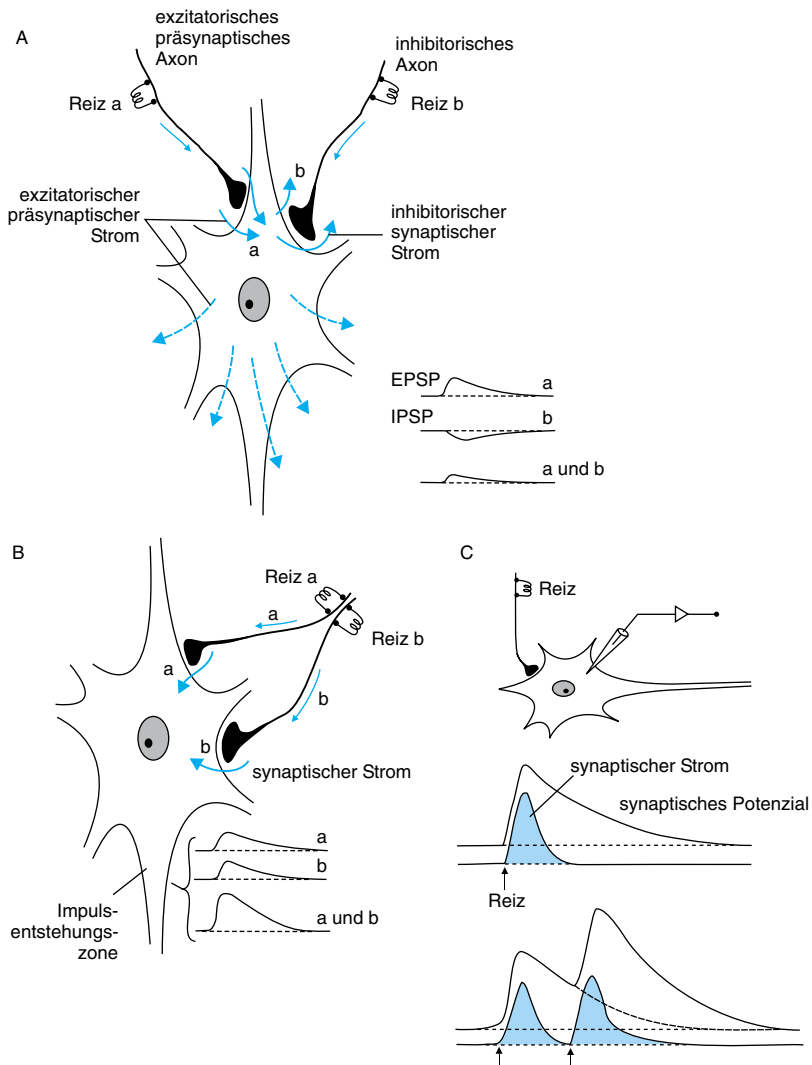 A
exzitatorisches
präsynaptisches
Axon
inhibitorisches
Axon
Reiz a
Reiz b
b
exzitatorischer
präsynaptischer
Strom
a
inhibitorischer
synaptischer
Strom
EPSP
a
IPSP
b
a und b
B
Reiz a
a
Reiz b
a
b
b
synaptischer Strom
a
b
a und b
Impuls-
entstehungs-
zone
C
Reiz
synaptischer Strom
synaptisches Potenzial
Reiz